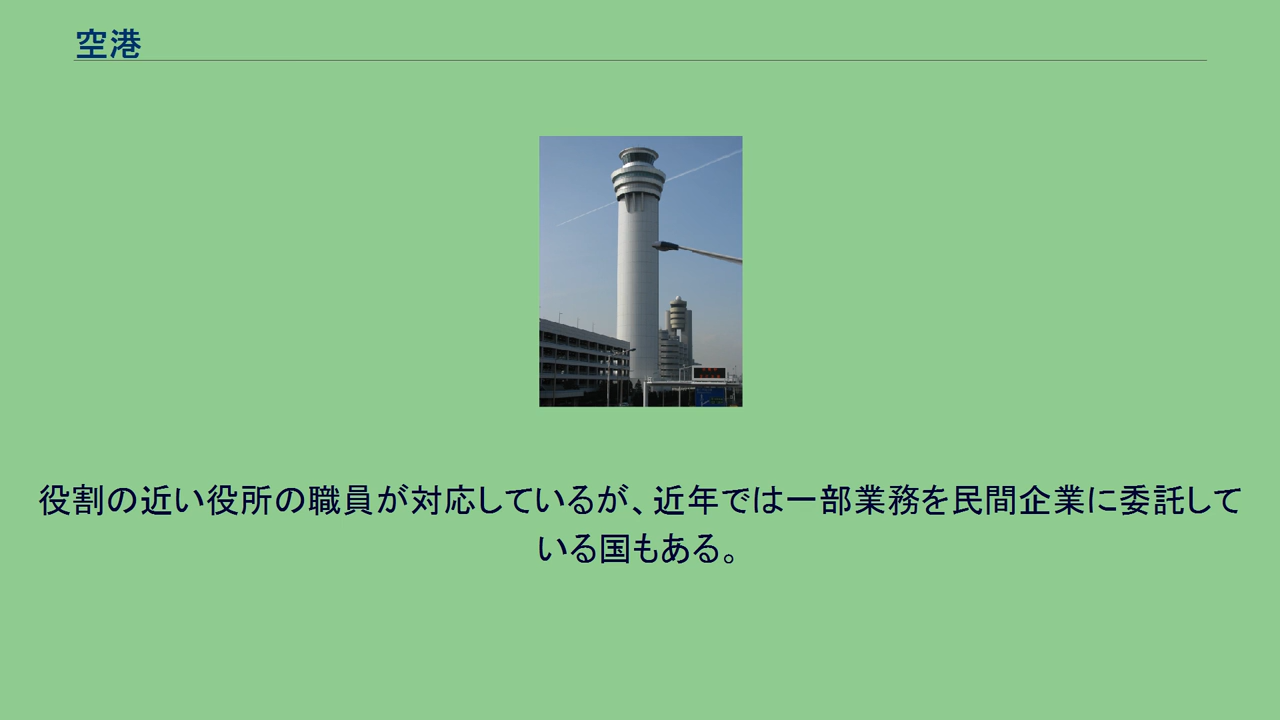 空港
役割の近い役所の職員が対応しているが、近年では一部業務を民間企業に委託して
いる国もある。